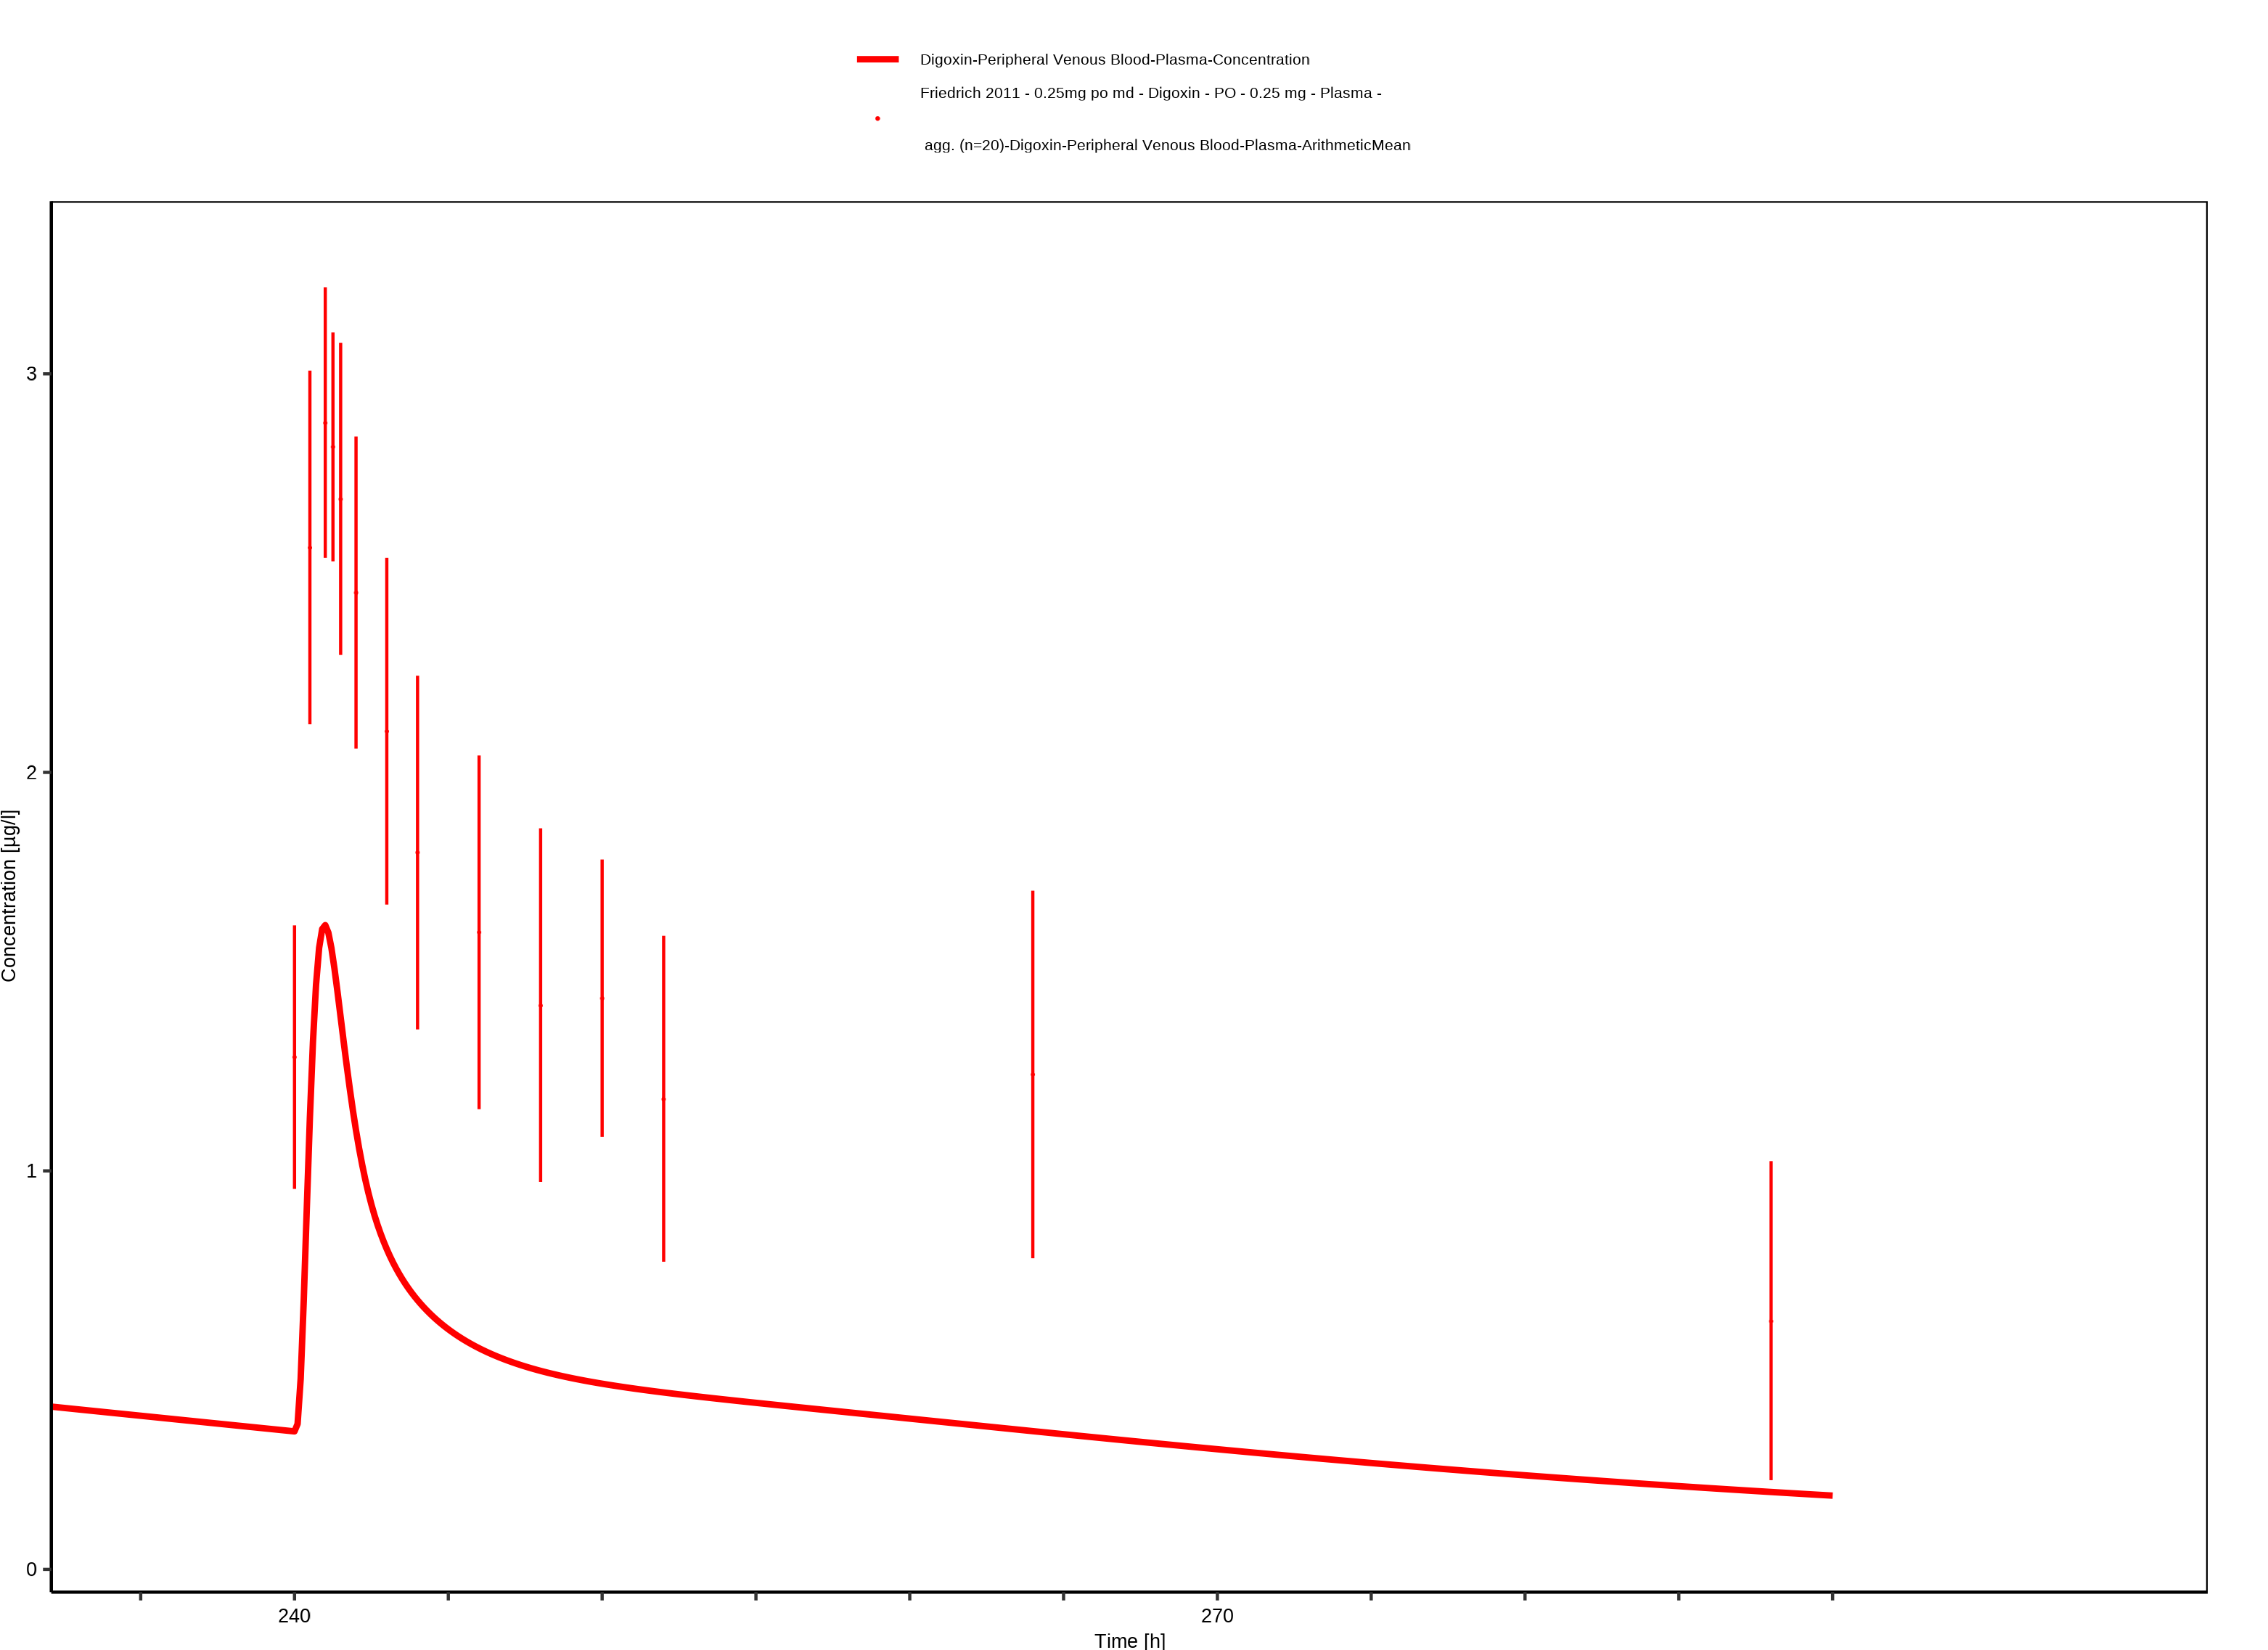 Digoxin-Peripheral Venous Blood-Plasma-Concentration
Friedrich 2011 - 0.25mg po md - Digoxin - PO - 0.25 mg - Plasma -
agg. (n=20)-Digoxin-Peripheral Venous Blood-Plasma-ArithmeticMean
3
2
1
0
Concentration [µg/l]
240
270
Time [h]